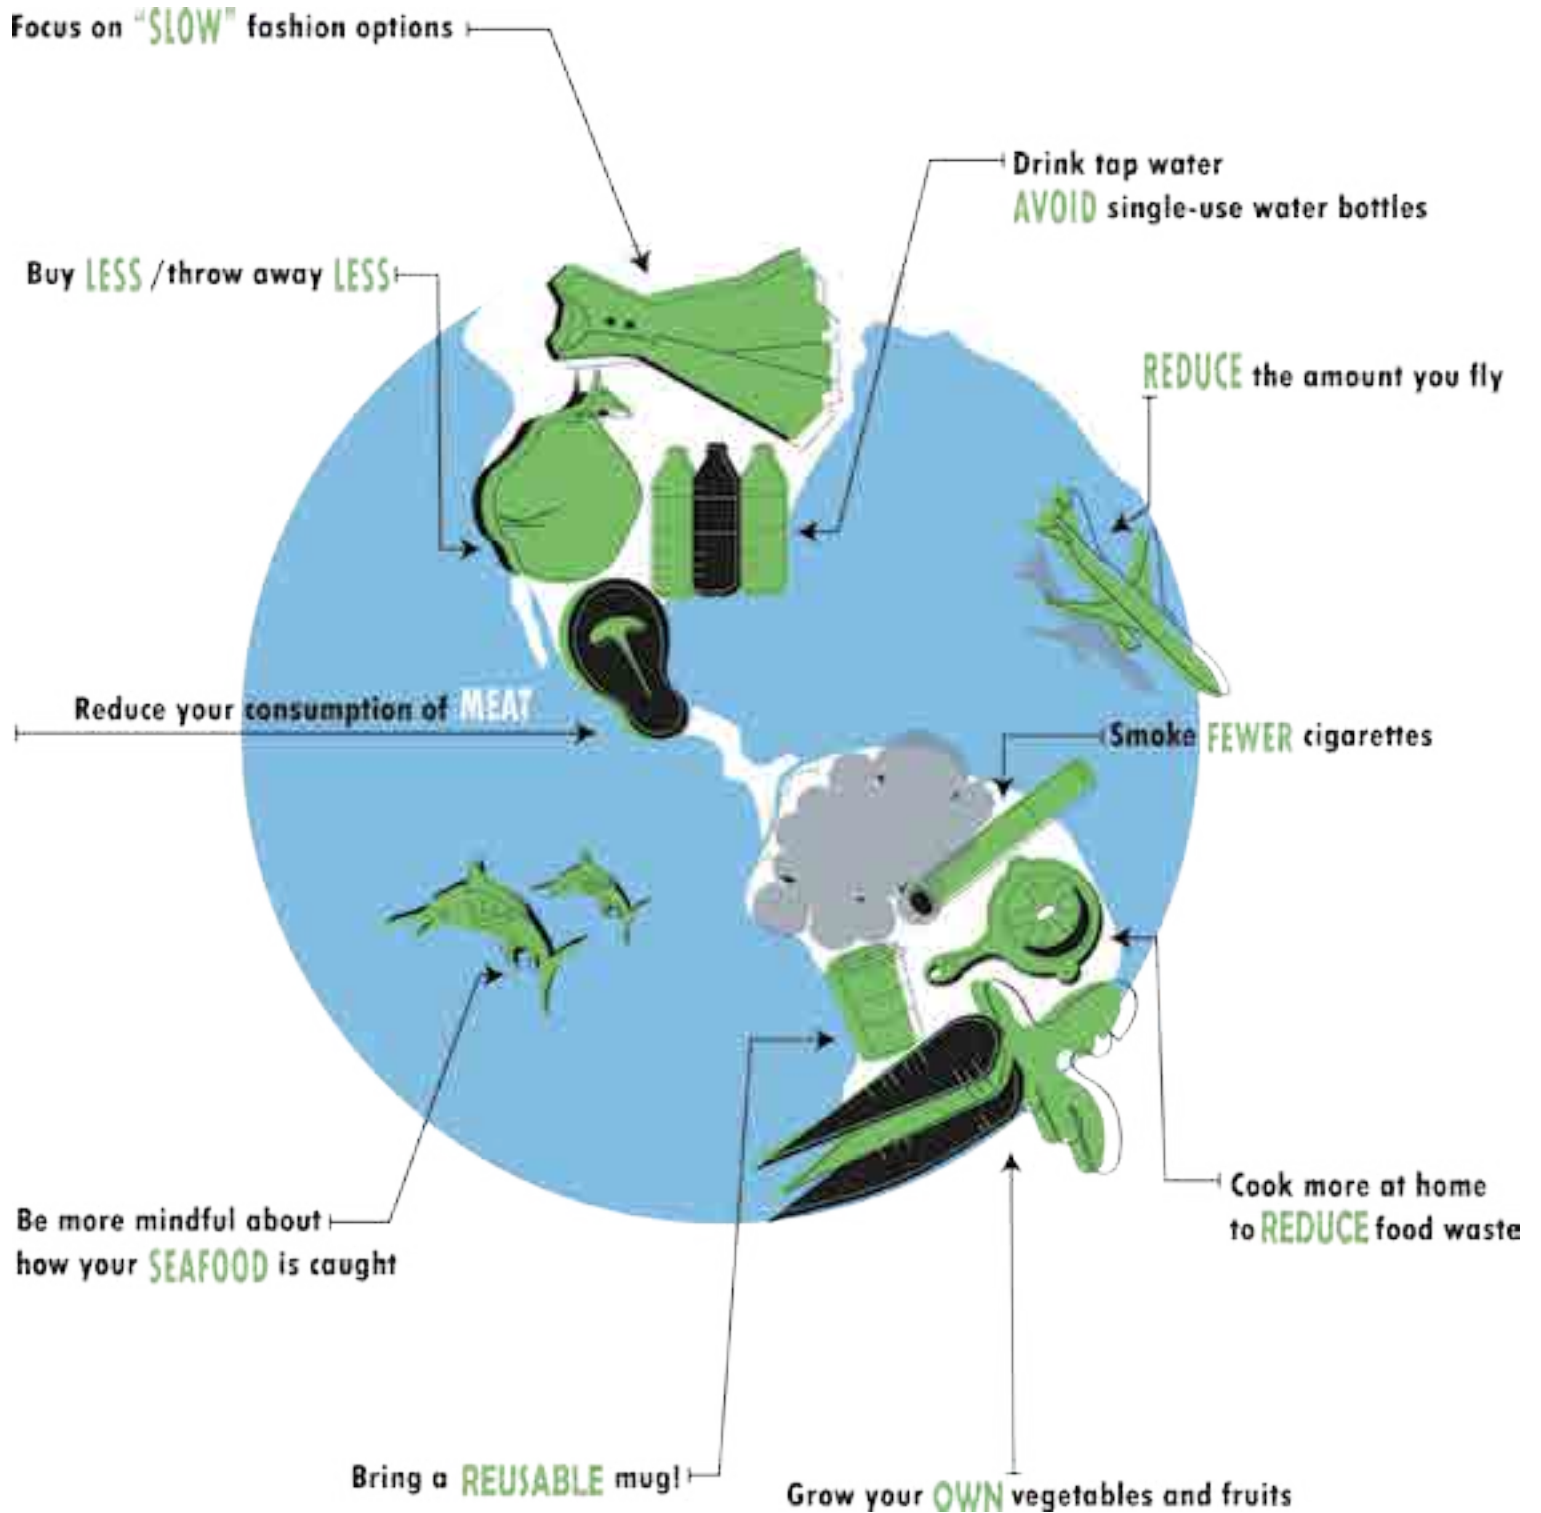 Focus on "SLOW" fashion options
Drink tap water
AVOID single-use water bottles
Buy LESS /throw away LESS
REDUCE the amount you fly
Reduce your consumption of MEAT
Smoke FEWER cigarettes
Be more mindful about
how your SEAFOOD is caught
Cook more at home
to REDUCE food waste
Bring a REUSABLE mug!
Grow your OWN vegetables and fruits